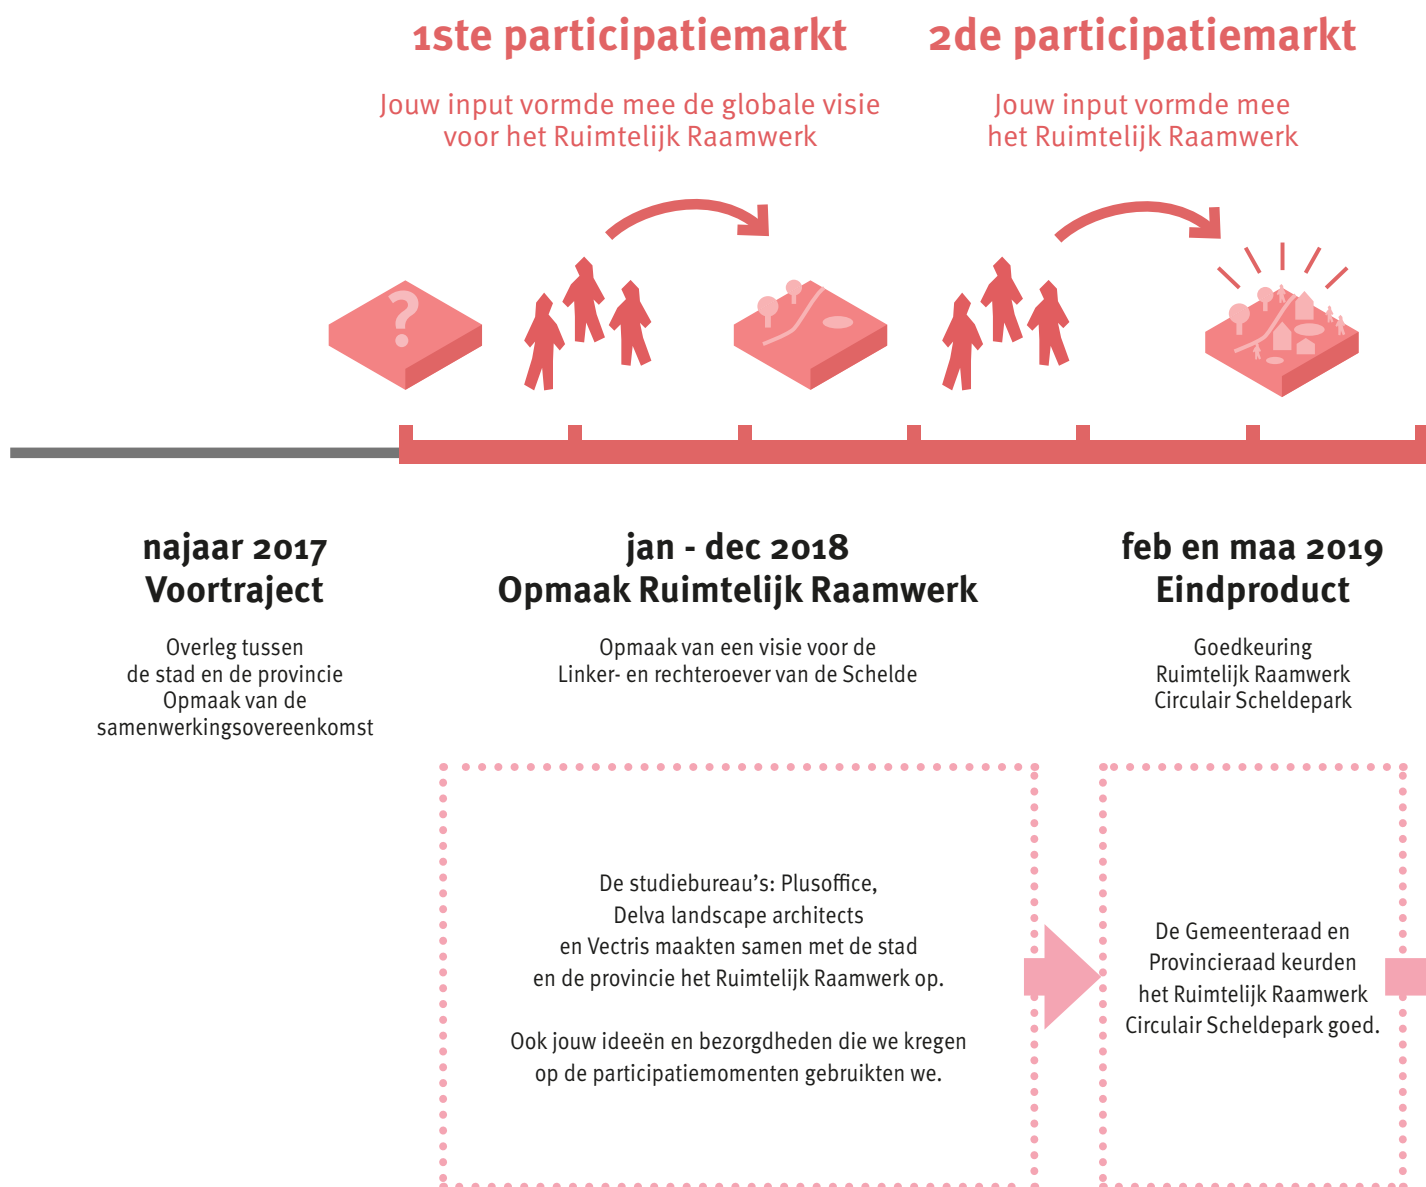 1ste participatiemarkt
Jouw input vormde mee de globale visie
voor het Ruimtelijk Raamwerk
2de participatiemarkt
Jouw input vormde mee
het Ruimtelijk Raamwerk
?
najaar 2017
Voortraject
Overleg tussen
de stad en de provincie
Opmaak van de
samenwerkingsovereenkomst
jan - dec 2018
Opmaak Ruimtelijk Raamwerk
Opmaak van een visie voor de
Linker- en rechteroever van de Schelde
De studiebureau's: Plusoffice,
Delva landscape architects
en Vectris maakten samen met de stad
en de provincie het Ruimtelijk Raamwerk op.
Ook jouw ideeën en bezorgdheden die we kregen
op de participatiemomenten gebruikten we.
feb en maa 2019
Eindproduct
Goedkeuring
Ruimtelijk Raamwerk
Circulair Scheldepark
De Gemeenteraad en
Provincieraad keurden
het Ruimtelijk Raamwerk
Circulair Scheldepark goed.